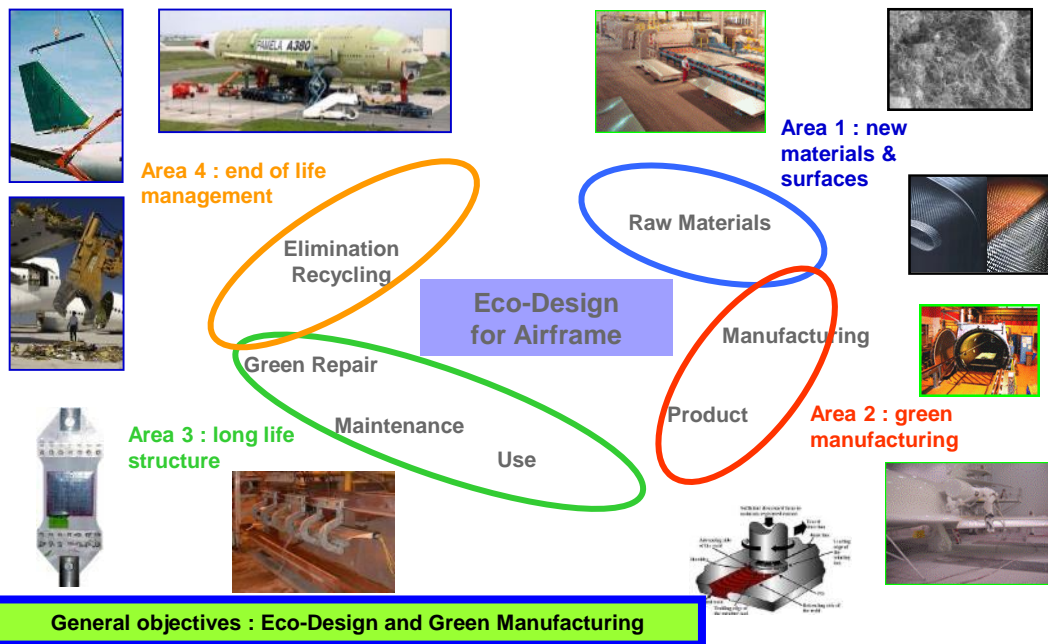 PAMELA A380
Area 1 : new
materials &
surfaces
Area 4 : end of life
management
Raw Materials
Elimination
Recycling
Eco-Design
for Airframe
Manufacturing
Green Repair
Product
Area 2 : green
manufacturing
Maintenance
Area 3 : long life
structure
Use
General objectives : Eco-Design and Green Manufacturing